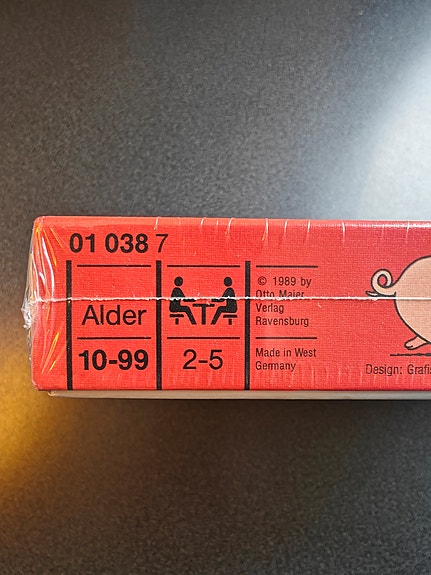 01 038 7
Alder
10-99
2-5
© 1989 by
Otto Maier
Verlag
Ravensburg
Made in West
Germany
Design: